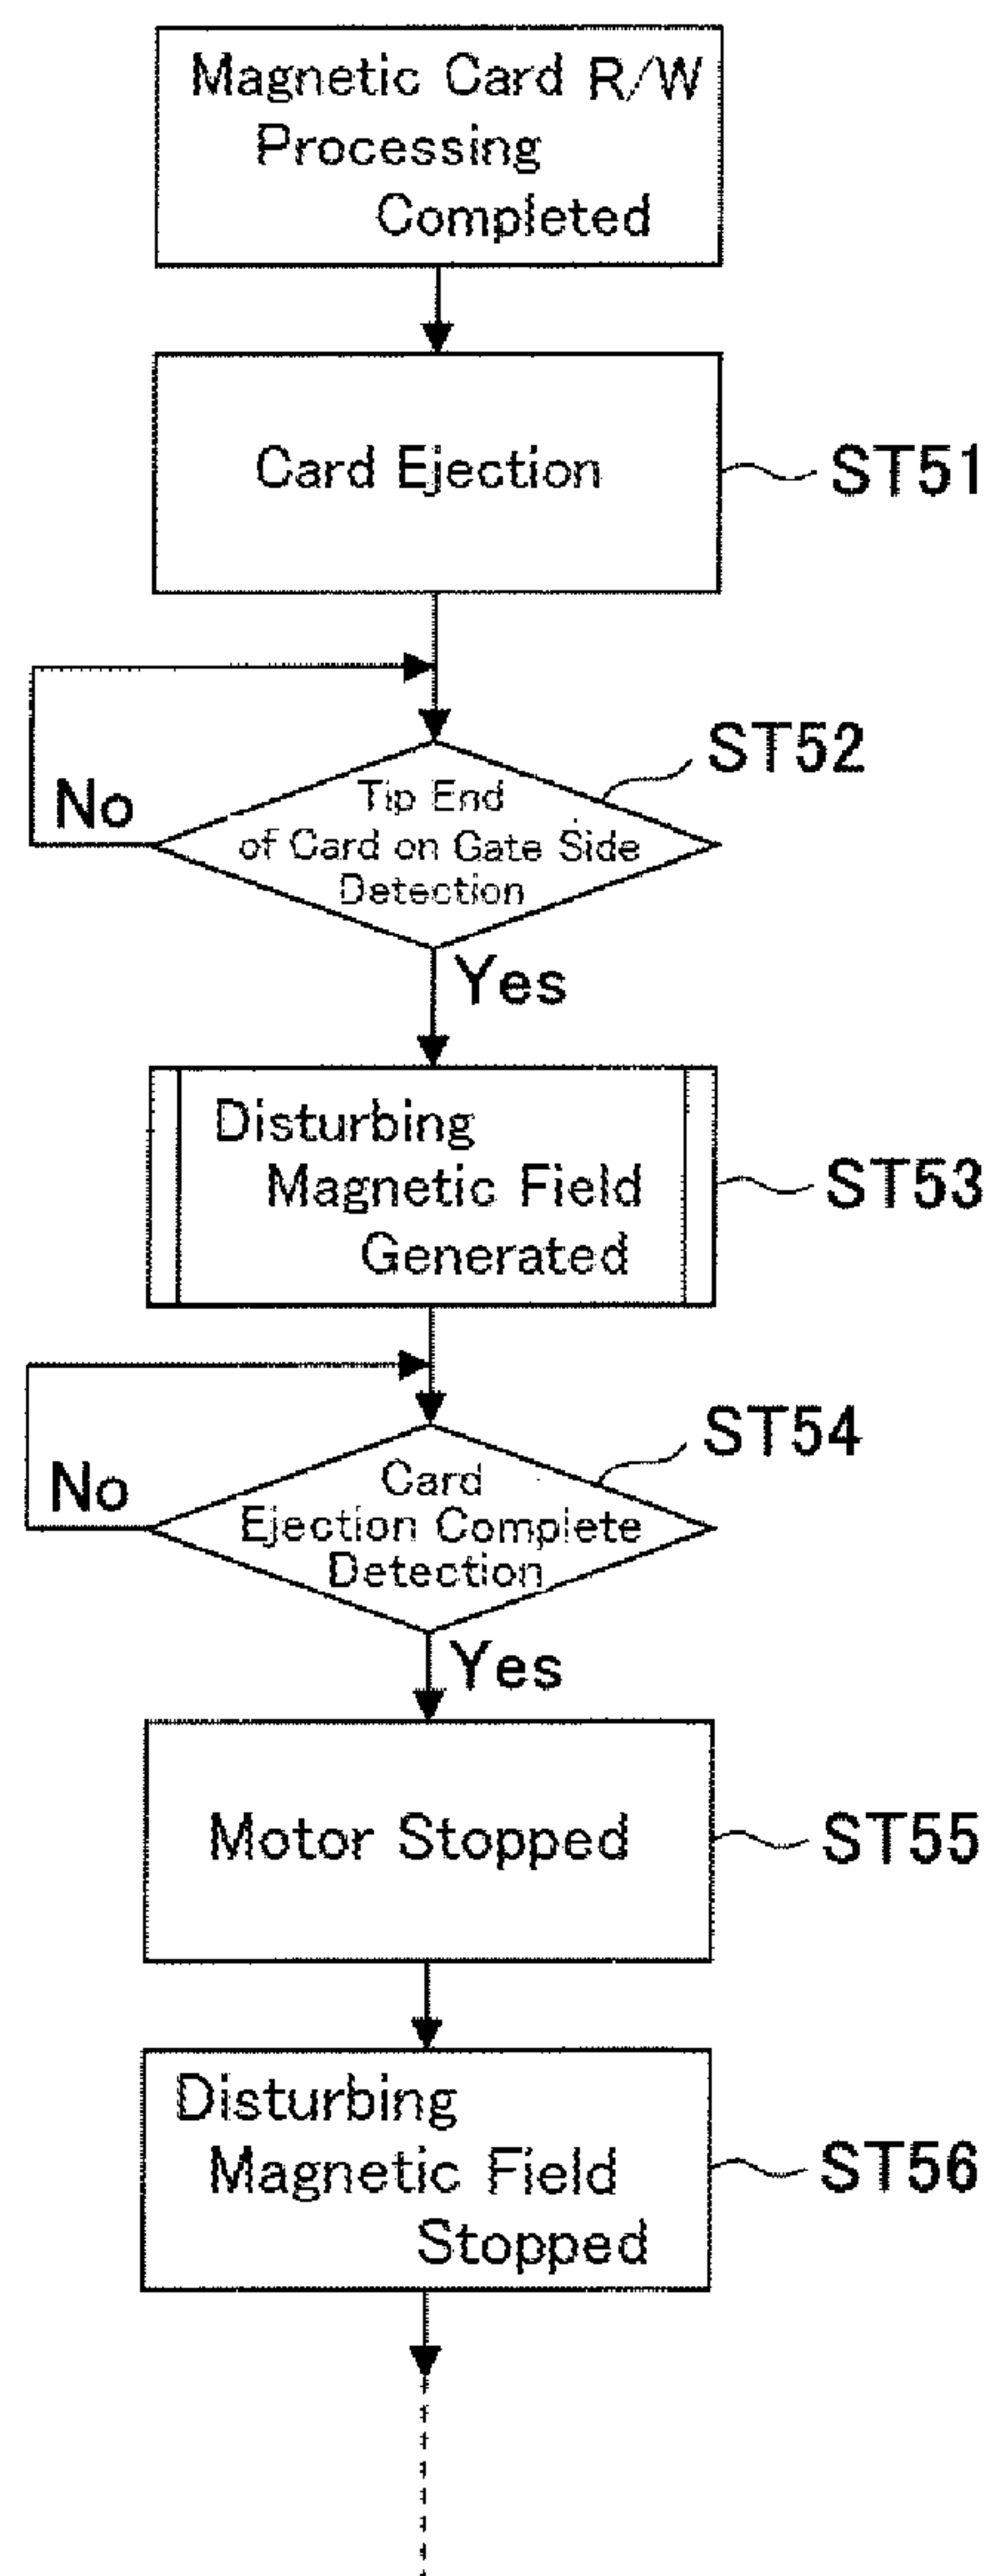 Magnetic Card R/W
Processing
Completed
Card Ejection
ST51
ST52
Tip End
of Card on Gate Side
Detection
No
Yes
Disturbing
Magnetic Field
Generated
ST53
ST54
Card
Ejection Complete
Detection
No
Yes
Motor Stopped
ST55
Disturbing
Magnetic Field
Stopped
ST56